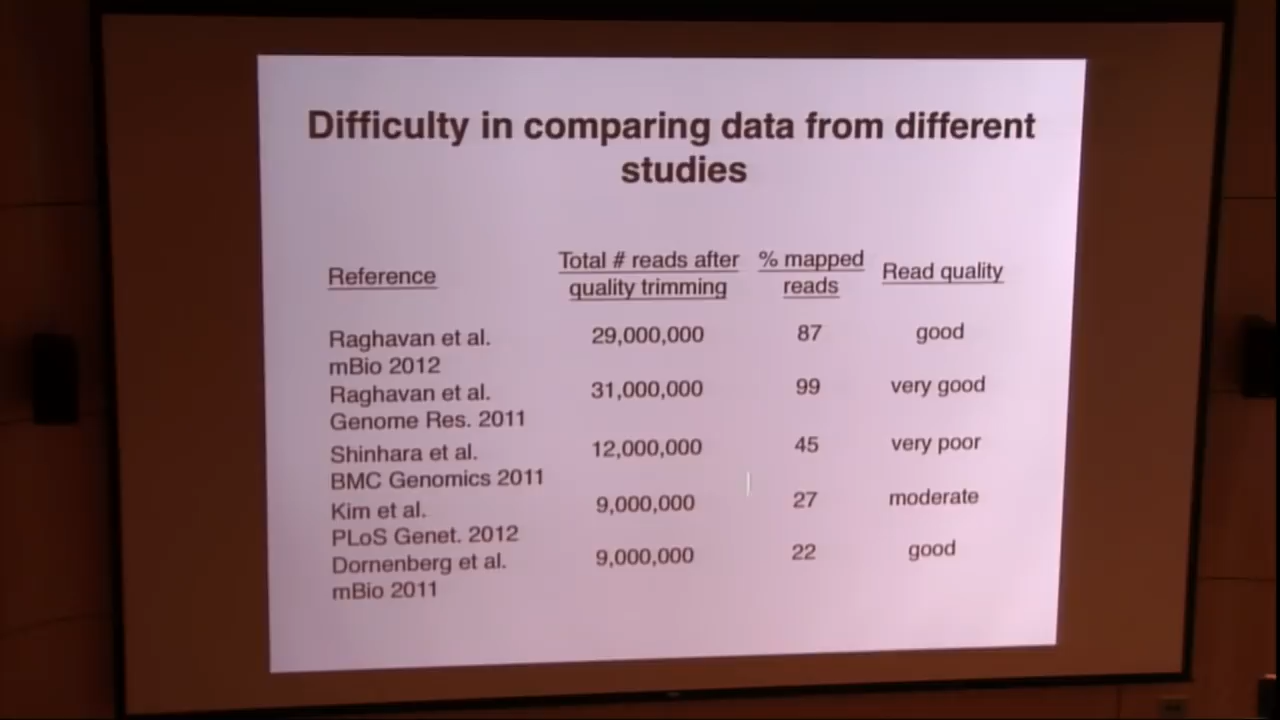 Difficulty in comparing data from different
studies
Reference
Total # reads after
quality trimming
% mapped
reads
Read quality
Raghavan et al.
mBio 2012
29,000,000
87
good
Raghavan et al.
Genome Res. 2011
31,000,000
99
very good
Shinhara et al.
BMC Genomics 2011
12,000,000
45
very poor
Kim et al.
PLoS Genet. 2012
9,000,000
27
moderate
Dornenberg et al.
mBio 2011
9,000,000
22
good